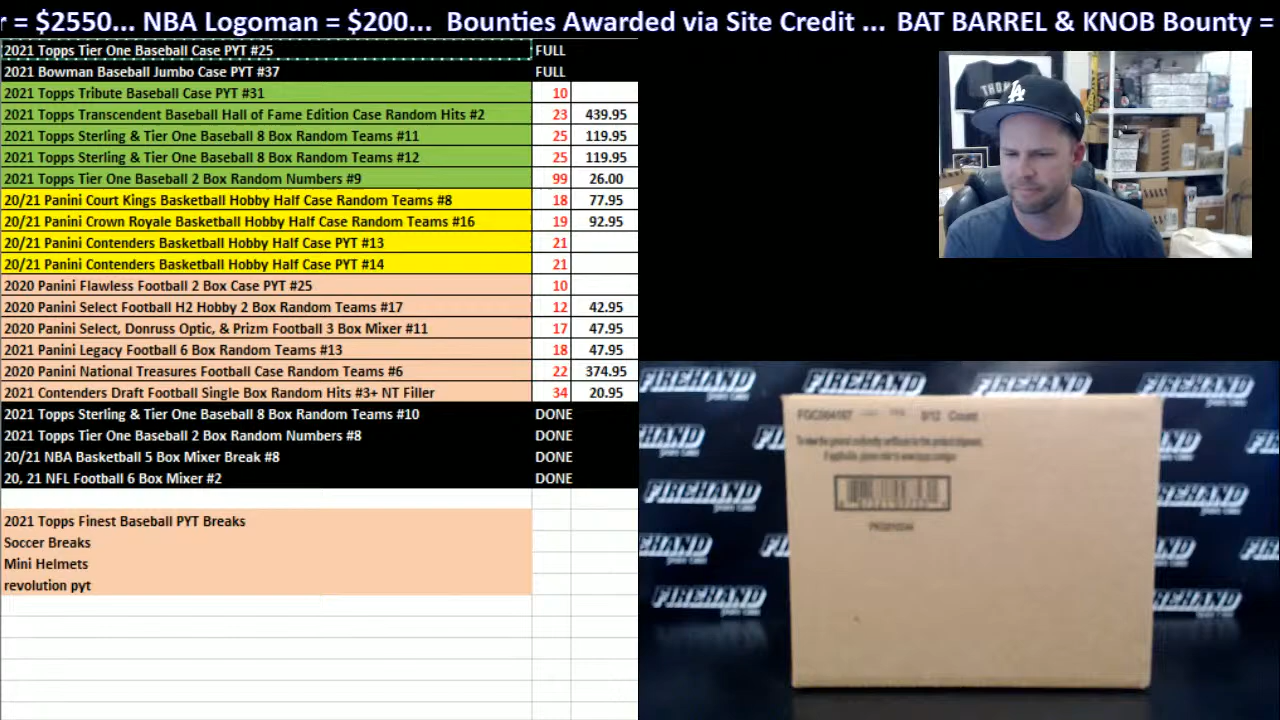 r = $2550... NBA Logoman = $200... Bounties Awarded via Site Credit ... BAT BARREL & KNOB Bounty =
2021 Topps Tier One Baseball Case PYT #25 FULL
2021 Bowman Baseball Jumbo Case PYT #37 FULL
2021 Topps Tribute Baseball Case PYT #31 10
2021 Topps Transcendent Baseball Hall of Fame Edition Case Random Hits #2 23 439.95
2021 Topps Sterling & Tier One Baseball 8 Box Random Teams #11 25 119.95
2021 Topps Sterling & Tier One Baseball 8 Box Random Teams #12 25 119.95
2021 Topps Tier One Baseball 2 Box Random Numbers #9 99 26.00
20/21 Panini Court Kings Basketball Hobby Half Case Random Teams #8 18 77.95
20/21 Panini Crown Royale Basketball Hobby Half Case Random Teams #16 19 92.95
20/21 Panini Contenders Basketball Hobby Half Case PYT #13 21
20/21 Panini Contenders Basketball Hobby Half Case PYT #14 21
2020 Panini Flawless Football 2 Box Case PYT #25 10
2020 Panini Select Football H2 Hobby 2 Box Random Teams #17 12 42.95
2020 Panini Select, Donruss Optic, & Prizm Football 3 Box Mixer #11 17 47.95
2021 Panini Legacy Football 6 Box Random Teams #13 18 47.95
2020 Panini National Treasures Football Case Random Teams #6 22 374.95
2021 Contenders Draft Football Single Box Random Hits #3+ NT Filler 34 20.95
2021 Topps Sterling & Tier One Baseball 8 Box Random Teams #10 DONE
2021 Topps Tier One Baseball 2 Box Random Numbers #8 DONE
20/21 NBA Basketball 5 Box Mixer Break #8 DONE
20, 21 NFL Football 6 Box Mixer #2 DONE
2021 Topps Finest Baseball PYT Breaks
Soccer Breaks
Mini Helmets
revolution pyt
LA
THOM
FIREHAND
FIREHAND
FIREHAND
Count